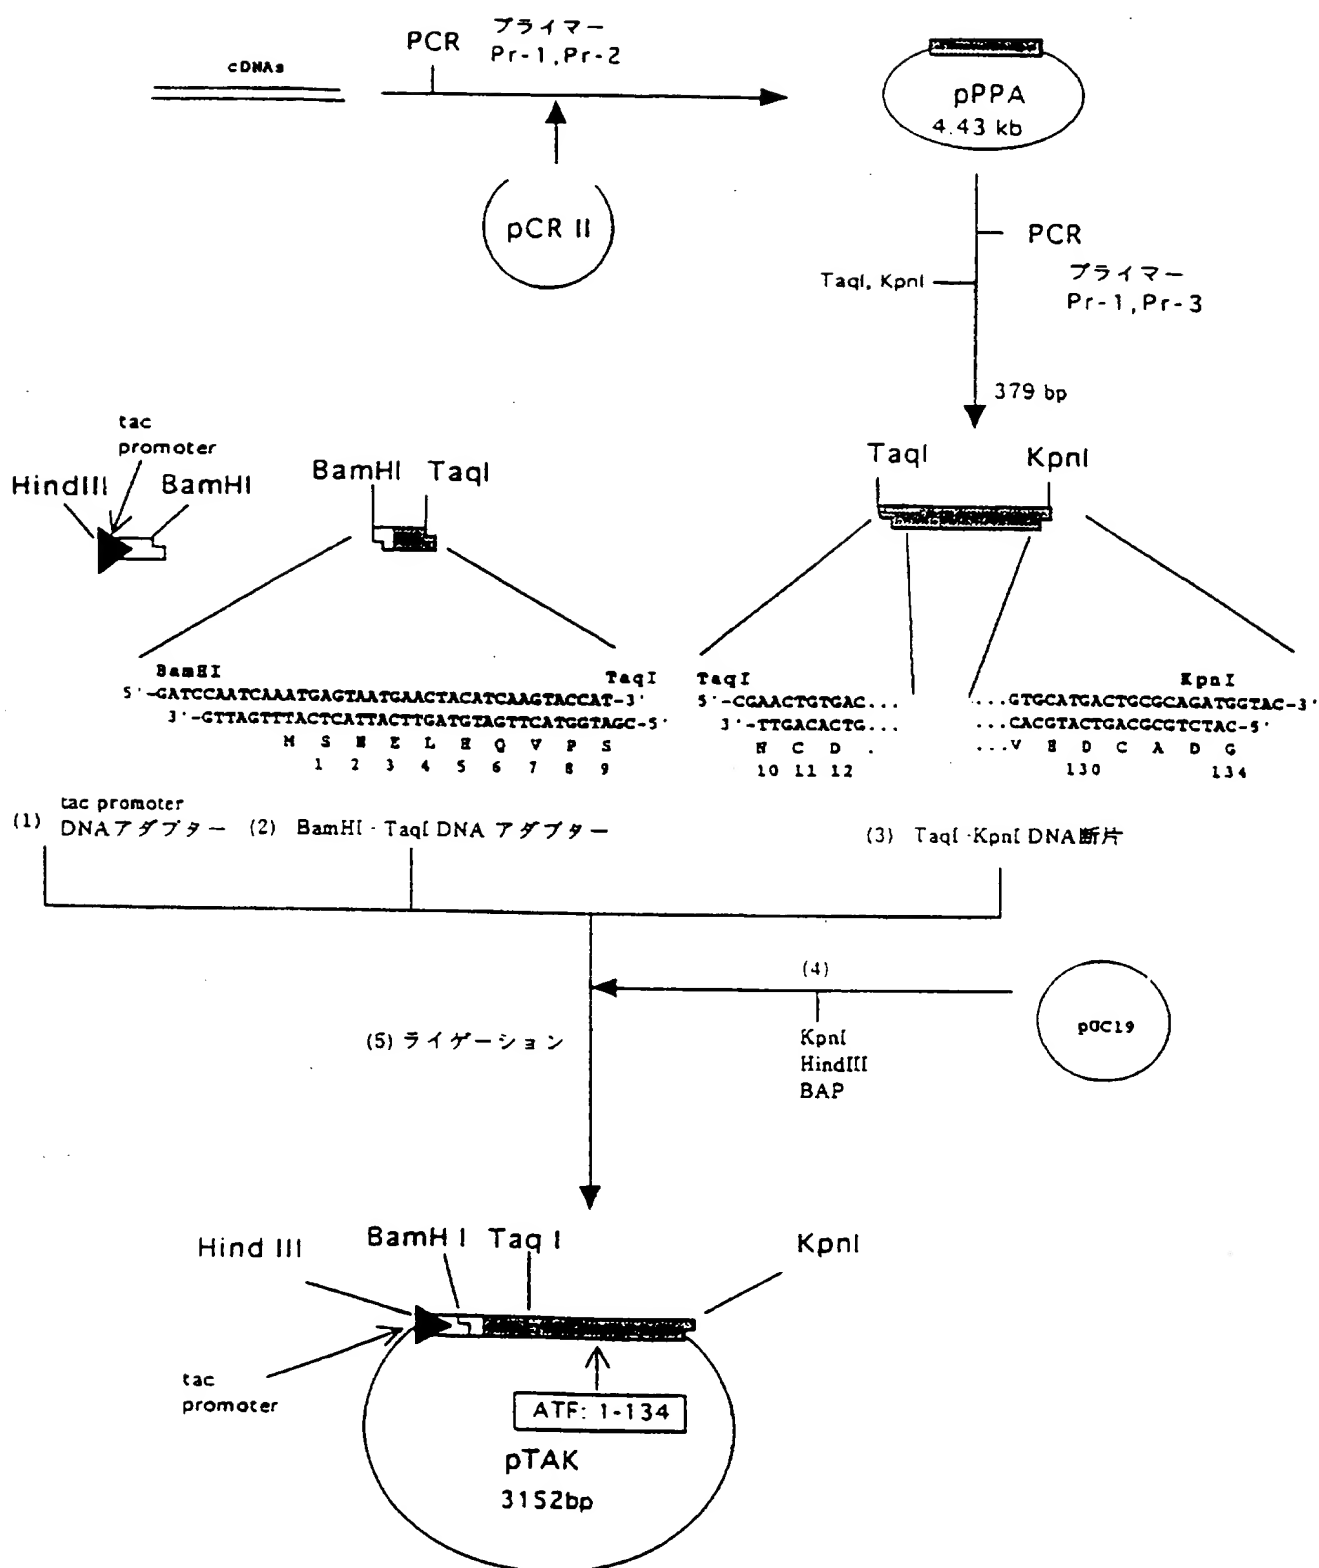 cDNAs
PCR
プライマー
Pr-1,Pr-2
pCR II
pPPA
4.43 kb
PCR
プライマー
Pr-1,Pr-3
TaqI, KpnI
379 bp
tac
promoter
HindIII
BamHI
BamHI
TaqI
TaqI
KpnI
BamHI
TaqI
5'-GATCCAATCAAATGAGTAATGAACTACATCAAGTACCAT-3'
3'-GTTAGTTTACTCATTACTTGATGTAGTTCATGGTAGC-5'
M S N E L H Q V P S
1 2 3 4 5 6 7 8 9
TaqI
5'-CGAACTGTGAC...
3'-TTGACACTG...
N C D .
10 11 12
KpnI
...GTGCATGACTGCGCAGATGGTAC-3'
...CACGTACTGACGCGTCTAC-5'
...V H D C A D G
130 134
(1) tac promoter
DNAアダプター
(2) BamHI - TaqI DNA アダプター
(3) TaqI -KpnI DNA断片
(4)
KpnI
HindIII
BAP
pUC19
(5) ライゲーション
Hind III
BamH I
Taq I
KpnI
tac
promoter
ATF: 1-134
pTAK
3152bp